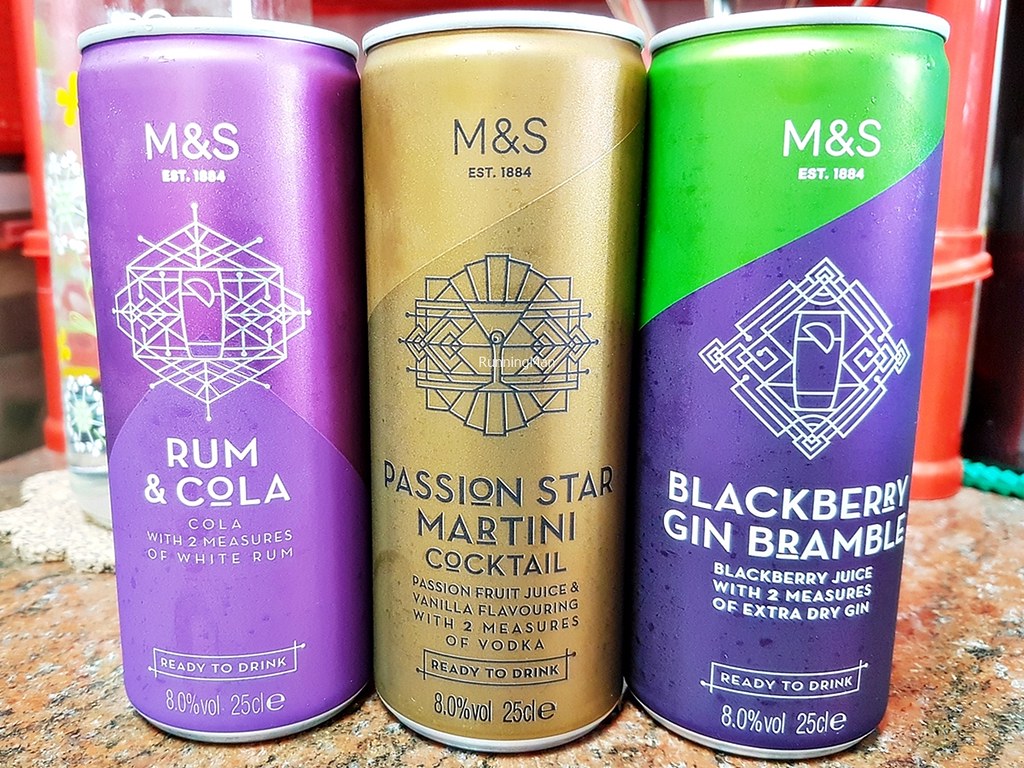 M&S
EST. 1884
RUM
& COLA
COLA
WITH 2 MEASURES
OF WHITE RUM
READY TO DRINK
8.0%vol 25cl e
M&S
EST. 1884
RunningMan
PASSION STAR
MARTINI
COCKTAIL
PASSION FRUIT JUICE &
VANILLA FLAVOURING
WITH 2 MEASURES
OF VODKA
READY TO DRINK
8.0%vol 25cl e
M&S
EST. 1884
BLACKBERRY
GIN BRAMBLE
BLACKBERRY JUICE
WITH 2 MEASURES
OF EXTRA DRY GIN
READY TO DRINK
8.0%vol 25cl e